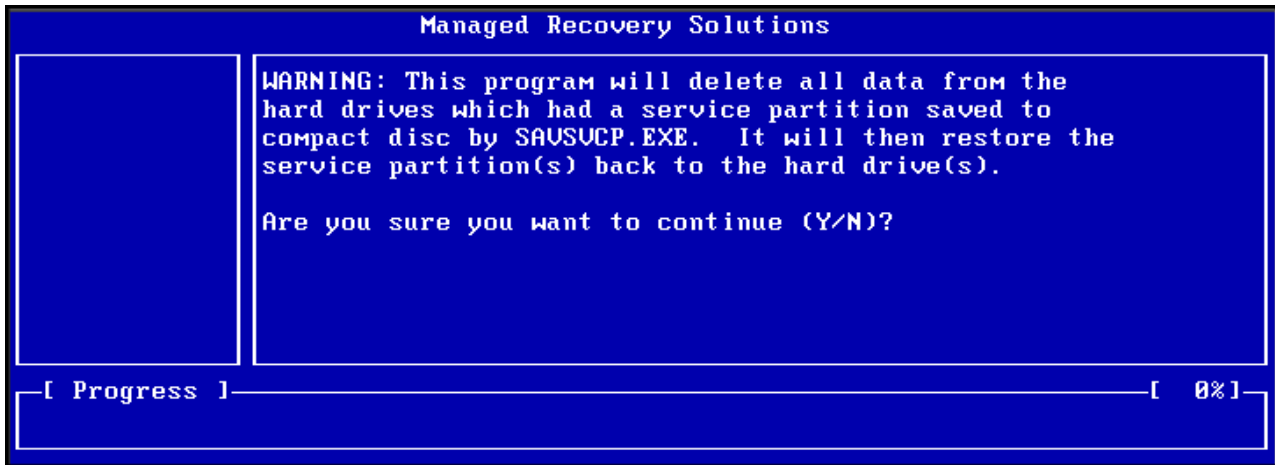 Managed Recovery Solutions
WARNING: This program will delete all data from the
hard drives which had a service partition saved to
compact disc by SAVSVCP.EXE.  It will then restore the
service partition(s) back to the hard drive(s).
Are you sure you want to continue (Y/N)?
[ Progress ] [ 0%]